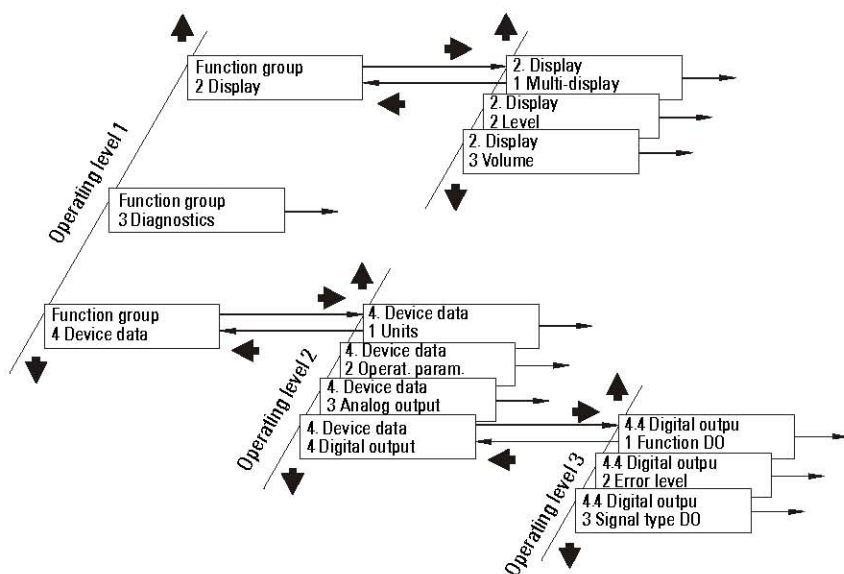 Operating level 1
Function group
2 Display
2. Display
1 Multi-display
2. Display
2 Level
2. Display
3 Volume
Function group
3 Diagnostics
Function group
4 Device data
Operating level 2
4. Device data
1 Units
4. Device data
2 Operat. param.
4. Device data
3 Analog output
4. Device data
4 Digital output
Operating level 3
4.4 Digital outpu
1 Function DO
4.4 Digital outpu
2 Error level
4.4 Digital outpu
3 Signal type DO